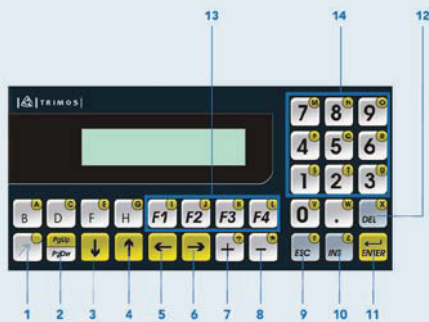 13 14 12
TRIMOS
7 M 8 N 9 O
4 P 5 Q 6 R
1 S 2 T 3 U
B A D C F E H G F1 I F2 J F3 K F4 L 0 V . W DEL X
PgUp
PgDw ↓ ↑ ← → + − * ESC Y INS Z ENTER
1 2 3 4 5 6 7 8 9 10 11